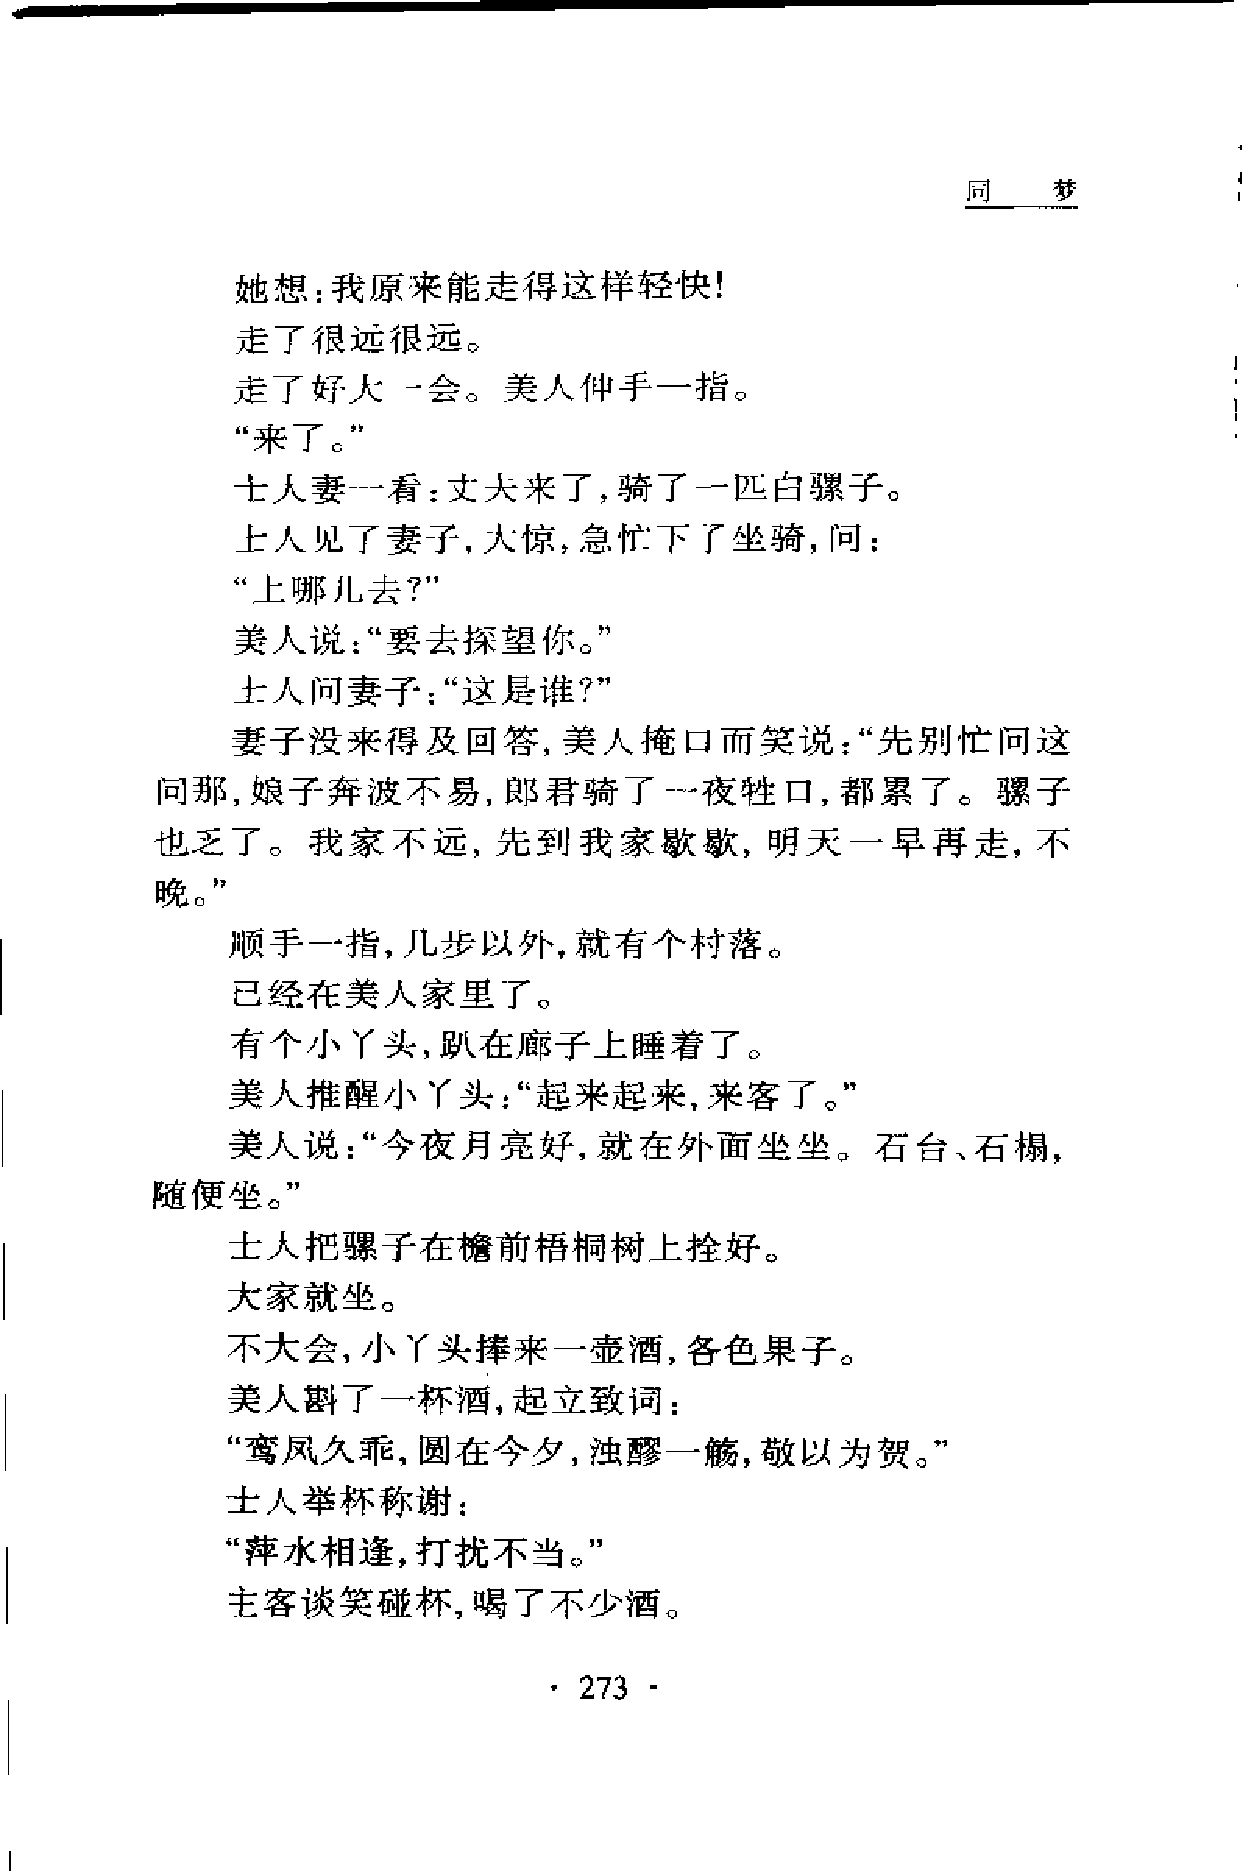 同 梦
她想:我原来能走得这样轻快!
走了很远很远。
走了好大一会。美人伸手一指。
“来了。”
士人妻一看:丈夫来了,骑了一匹白骡子。
士人见了妻子,大惊,急忙下了坐骑,问:
“上哪儿去?”
美人说:“要去探望你。”
士人问妻子:“这是谁?”
妻子没来得及回答,美人掩口而笑说:“先别忙问这
问那,娘子奔波不易,郎君骑了一夜牲口,都累了。骡子
也乏了。我家不远,先到我家歇歇,明天一早再走,不
晚。”
顺手一指,几步以外,就有个村落。
已经在美人家里了。
有个小丫头,趴在廊子上睡着了。
美人推醒小丫头:“起来起来,来客了。”
美人说:“今夜月亮好,就在外面坐坐。石台、石榻,
随便坐。”
士人把骡子在檐前梧桐树上拴好。
大家就坐。
不大会,小丫头捧来一壶酒,各色果子。
美人斟了一杯酒,起立致词:
“鸾凤久乖,圆在今夕,浊醪一觞,敬以为贺。”
士人举杯称谢:
“萍水相逢,打扰不当。”
主客谈笑碰杯,喝了不少酒。
· 273 ·